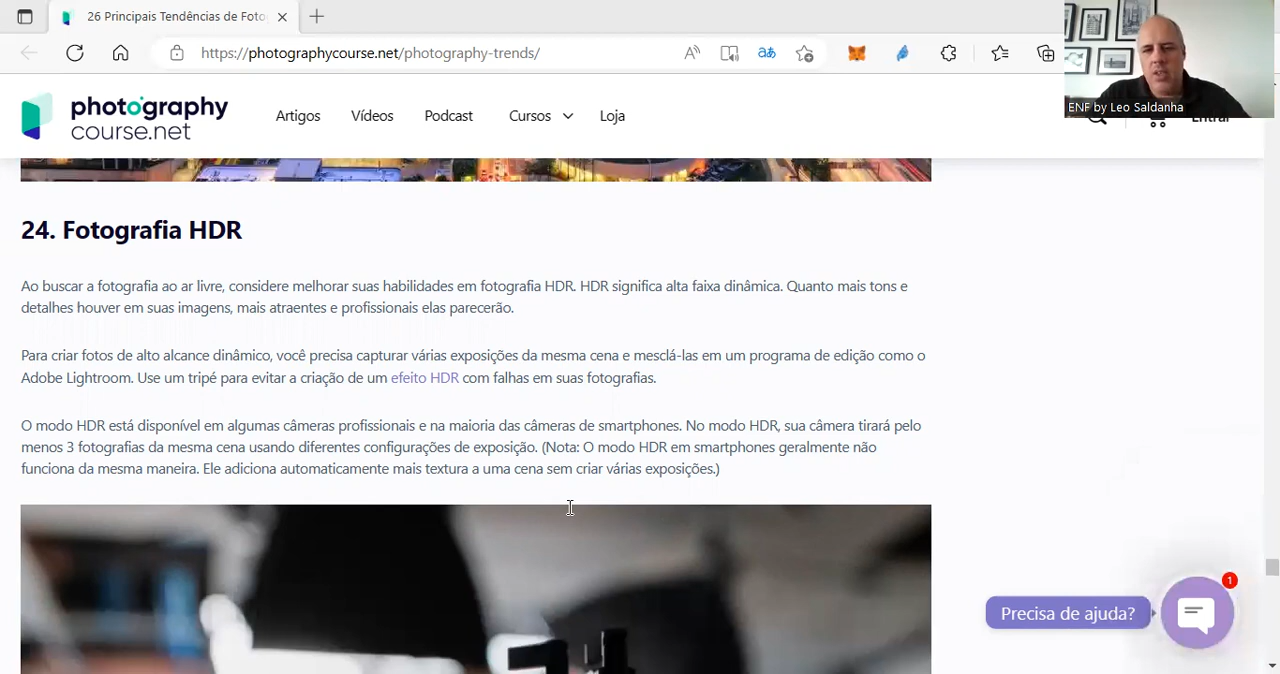 26 Principais Tendências de Foto
https://photographycourse.net/photography-trends/
ENF by Leo Saldanha
photography
course.net
Artigos Vídeos Podcast Cursos Loja Entrar
24. Fotografia HDR
Ao buscar a fotografia ao ar livre, considere melhorar suas habilidades em fotografia HDR. HDR significa alta faixa dinâmica. Quanto mais tons e
detalhes houver em suas imagens, mais atraentes e profissionais elas parecerão.
Para criar fotos de alto alcance dinâmico, você precisa capturar várias exposições da mesma cena e mesclá-las em um programa de edição como o
Adobe Lightroom. Use um tripé para evitar a criação de um efeito HDR com falhas em suas fotografias.
O modo HDR está disponível em algumas câmeras profissionais e na maioria das câmeras de smartphones. No modo HDR, sua câmera tirará pelo
menos 3 fotografias da mesma cena usando diferentes configurações de exposição. (Nota: O modo HDR em smartphones geralmente não
funciona da mesma maneira. Ele adiciona automaticamente mais textura a uma cena sem criar várias exposições.)
1
Precisa de ajuda?